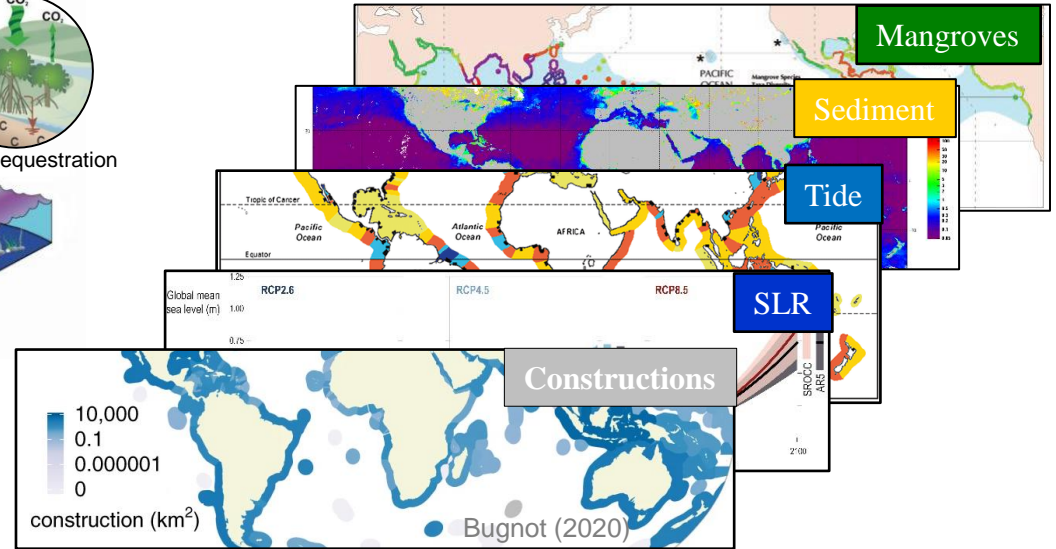 CO2
CO2
C
C
equestration
Mangroves
PACIFIC
OCEAN
Mangrove Species
*
*
Sediment
Tide
Tropic of Cancer
Pacific
Ocean
Atlantic
Ocean
AFRICA
Pacific
Ocean
Equator
SLR
1.25
Global mean
sea level (m)
1.00
0.75
RCP2.6
RCP4.5
RCP8.5
SROCC
AR5
2100
Constructions
10,000
0.1
0.000001
0
construction (km²)
Bugnot (2020)